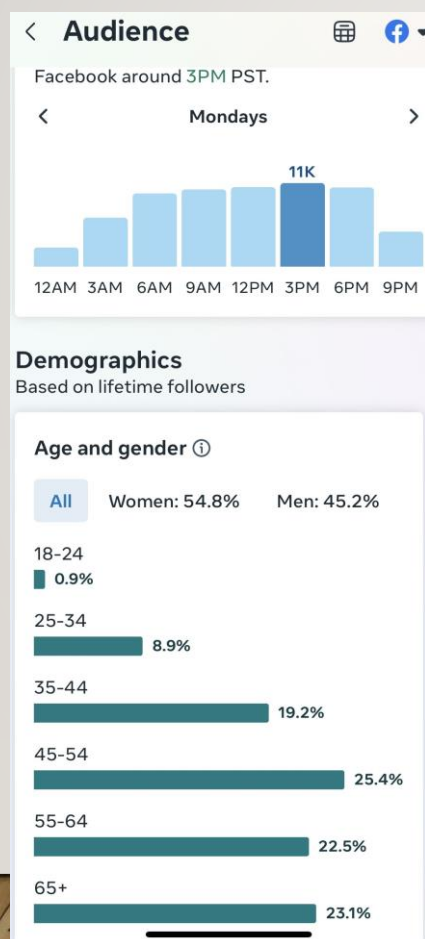 Audience
Facebook around 3PM PST.
Mondays
11K
12AM 3AM 6AM 9AM 12PM 3PM 6PM 9PM
Demographics
Based on lifetime followers
Age and gender
All Women: 54.8% Men: 45.2%
18-24
0.9%
25-34
8.9%
35-44
19.2%
45-54
25.4%
55-64
22.5%
65+
23.1%